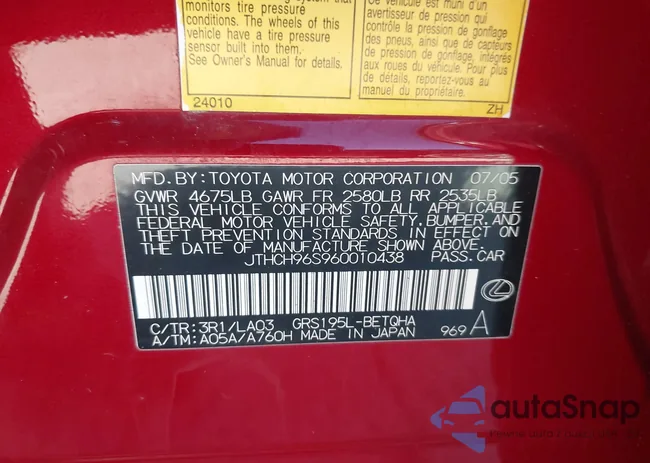 monitors tire pressure
conditions. The wheels of this
vehicle have a tire pressure
sensor built into them.
See Owner's Manual for details.
24010
Ce véhicule est muni d'un
avertisseur de pression qui
contrôle la pression de gonflage
des pneus, ainsi que de capteurs
de pression de gonflage, intégrés
aux roues du véhicule. Pour plus
de détails, reportez-vous au
manuel du propriétaire.
ZH
MFD. BY: TOYOTA MOTOR CORPORATION 07/05
GVWR 4675LB GAWR FR 2580LB RR 2535LB
THIS VEHICLE CONFORMS TO ALL APPLICABLE
FEDERAL MOTOR VEHICLE SAFETY, BUMPER, AND
THEFT PREVENTION STANDARDS IN EFFECT ON
THE DATE OF MANUFACTURE SHOWN ABOVE.
JTHCH96S960010438 PASS. CAR
C/TR: 3R1/LA03 GRS195L-BETQHA
A/TM: A05A/A760H MADE IN JAPAN 969 A
autoSnap